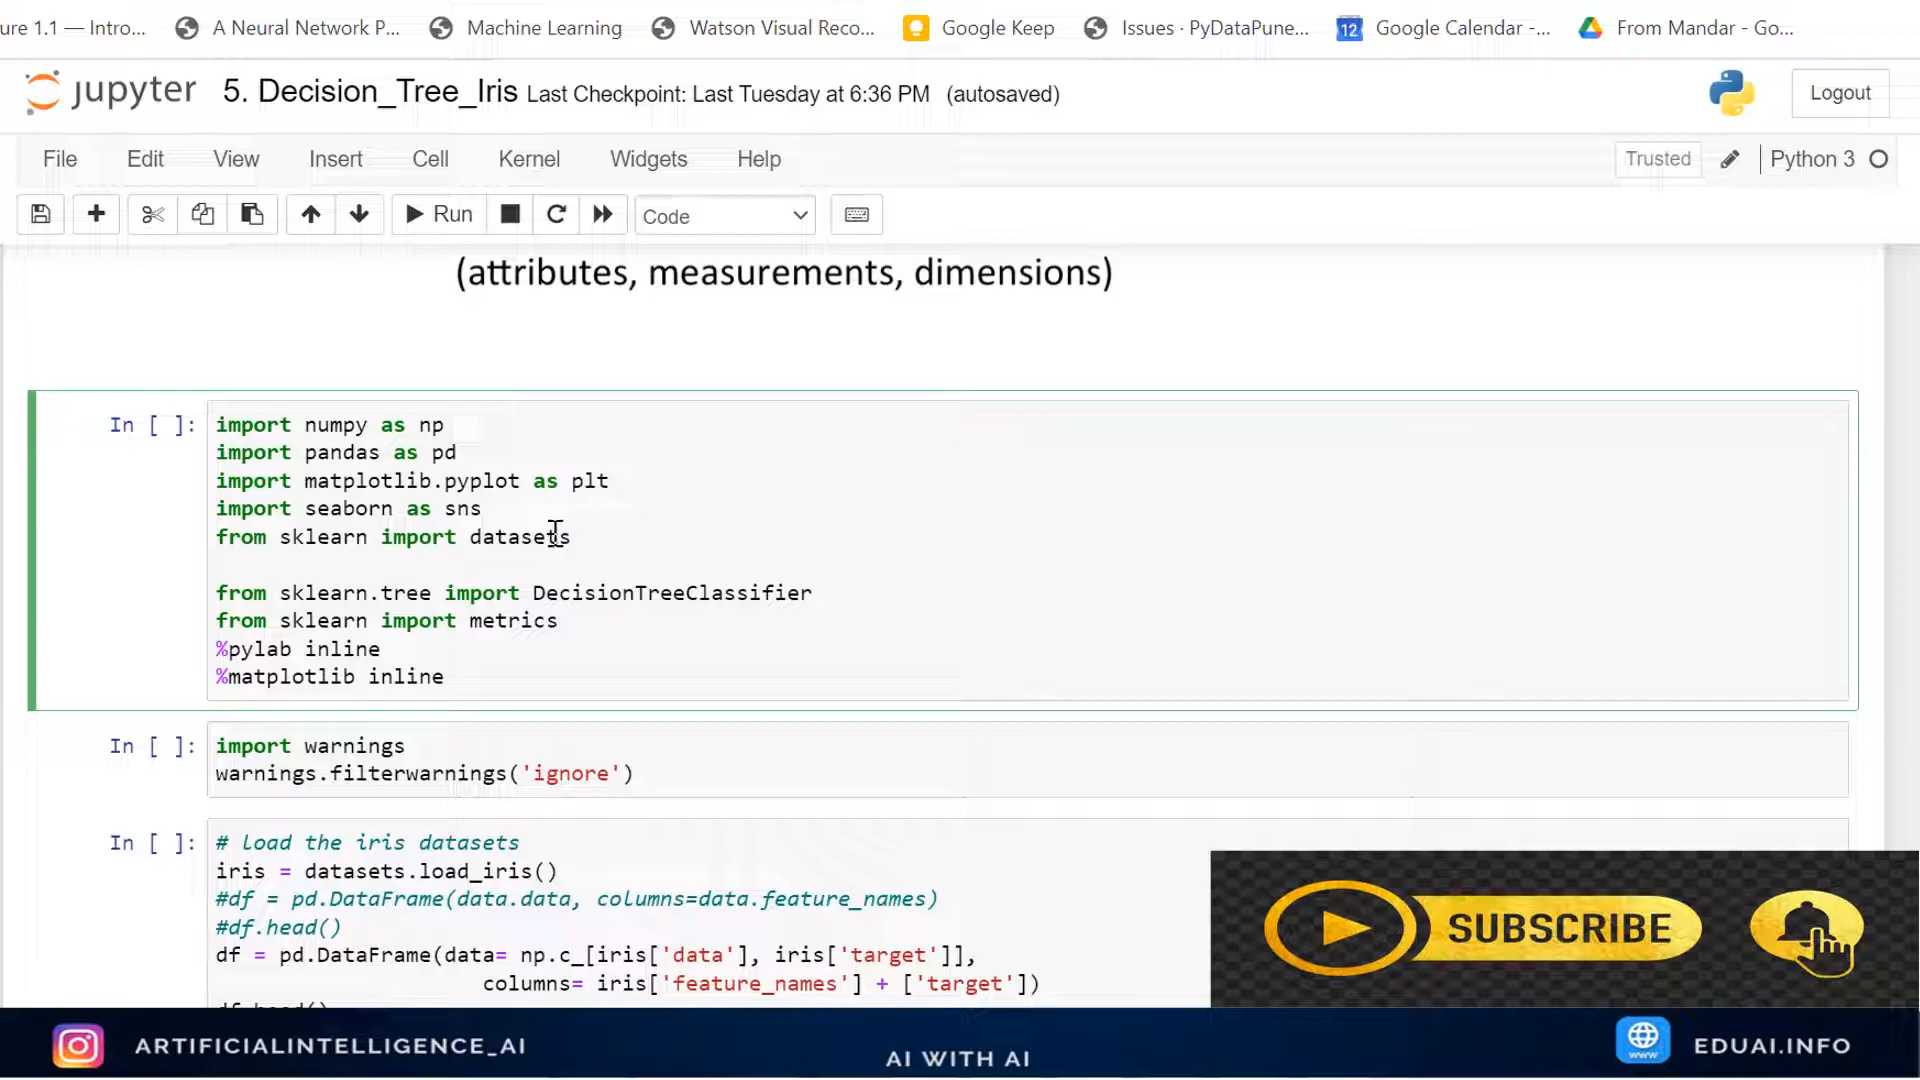 ure 1.1 — Intro... A Neural Network P... Machine Learning Watson Visual Reco... Google Keep Issues · PyDataPune... 12 Google Calendar -... From Mandar - Go...
jupyter 5. Decision_Tree_Iris Last Checkpoint: Last Tuesday at 6:36 PM (autosaved) Logout
File Edit View Insert Cell Kernel Widgets Help Trusted Python 3
Run Code
(attributes, measurements, dimensions)
In [ ]: import numpy as np
import pandas as pd
import matplotlib.pyplot as plt
import seaborn as sns
from sklearn import datasets
from sklearn.tree import DecisionTreeClassifier
from sklearn import metrics
%pylab inline
%matplotlib inline
In [ ]: import warnings
warnings.filterwarnings('ignore')
In [ ]: # load the iris datasets
iris = datasets.load_iris()
#df = pd.DataFrame(data.data, columns=data.feature_names)
#df.head()
df = pd.DataFrame(data= np.c_[iris['data'], iris['target']],
columns= iris['feature_names'] + ['target'])
df.head()
SUBSCRIBE
ARTIFICIALINTELLIGENCE_AI AI WITH AI www EDUAI.INFO